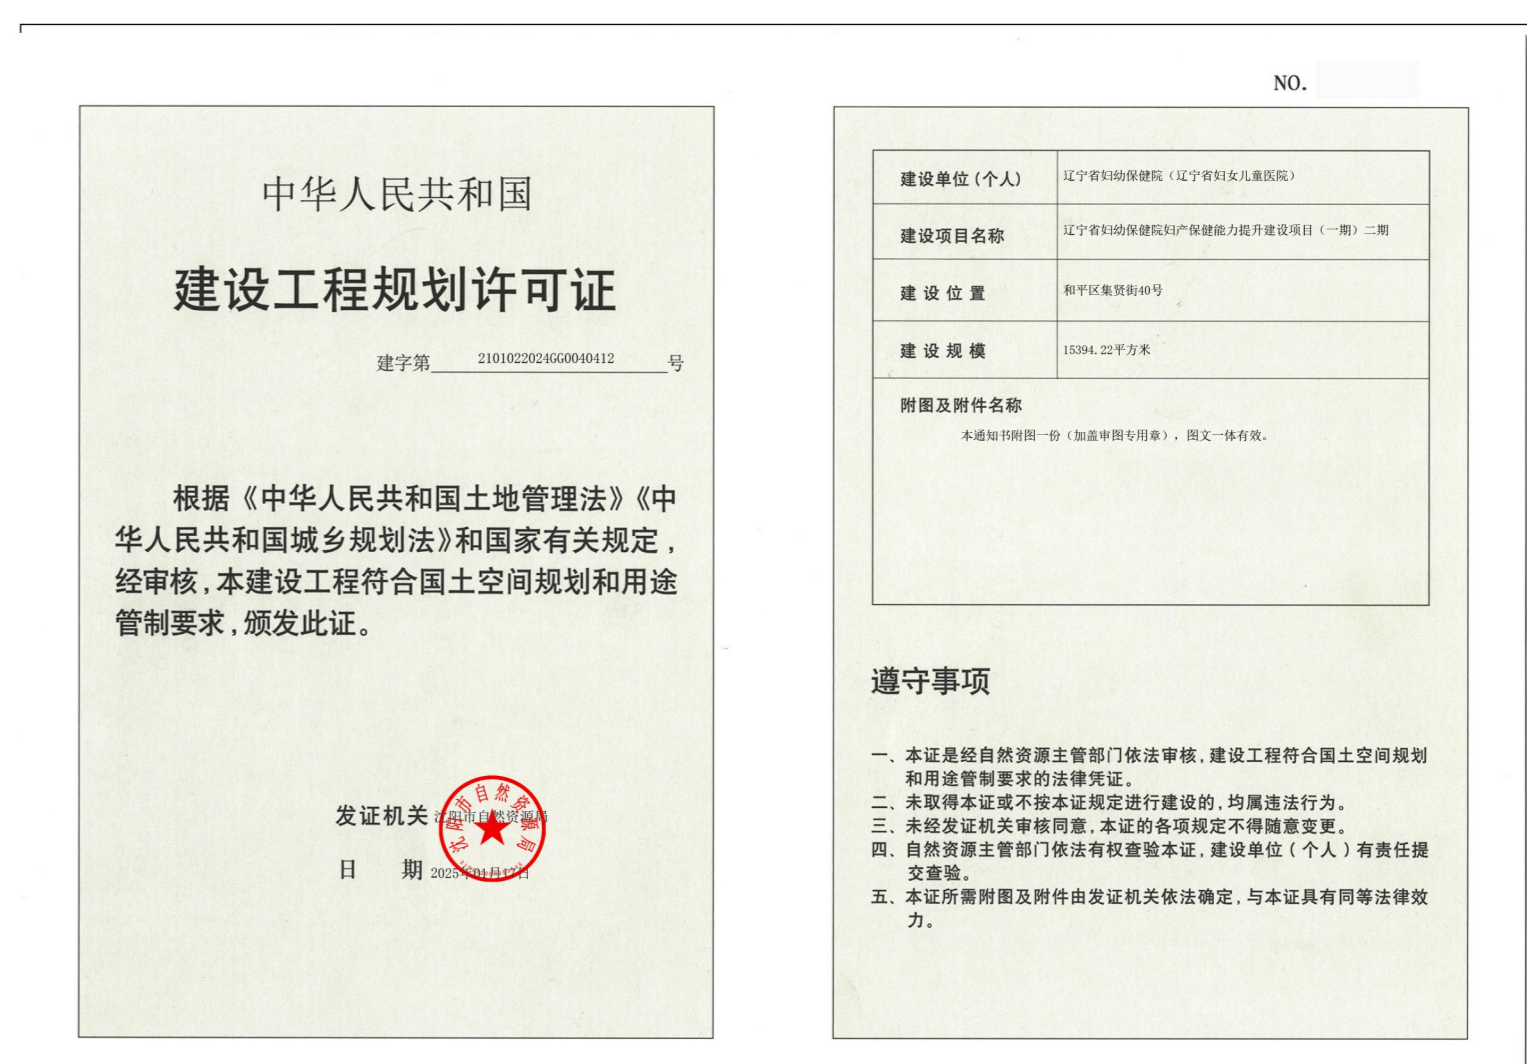 中华人民共和国
建设工程规划许可证
建字第 2101022024GG0040412 号
根据《中华人民共和国土地管理法》《中
华人民共和国城乡规划法》和国家有关规定，
经审核，本建设工程符合国土空间规划和用途
管制要求，颁发此证。
发证机关 沈阳市自然资源局
沈阳市自然资源局
日 期 2025年01月17日
NO.
建设单位(个人) 辽宁省妇幼保健院（辽宁省妇女儿童医院）
建设项目名称 辽宁省妇幼保健院妇产保健能力提升建设项目（一期）二期
建设位置 和平区集贤街40号
建设规模 15394.22平方米
附图及附件名称
本通知书附图一份（加盖审图专用章），图文一体有效。
遵守事项
一、本证是经自然资源主管部门依法审核，建设工程符合国土空间规划
和用途管制要求的法律凭证。
二、未取得本证或不按本证规定进行建设的，均属违法行为。
三、未经发证机关审核同意，本证的各项规定不得随意变更。
四、自然资源主管部门依法有权查验本证，建设单位（个人）有责任提
交查验。
五、本证所需附图及附件由发证机关依法确定，与本证具有同等法律效
力。